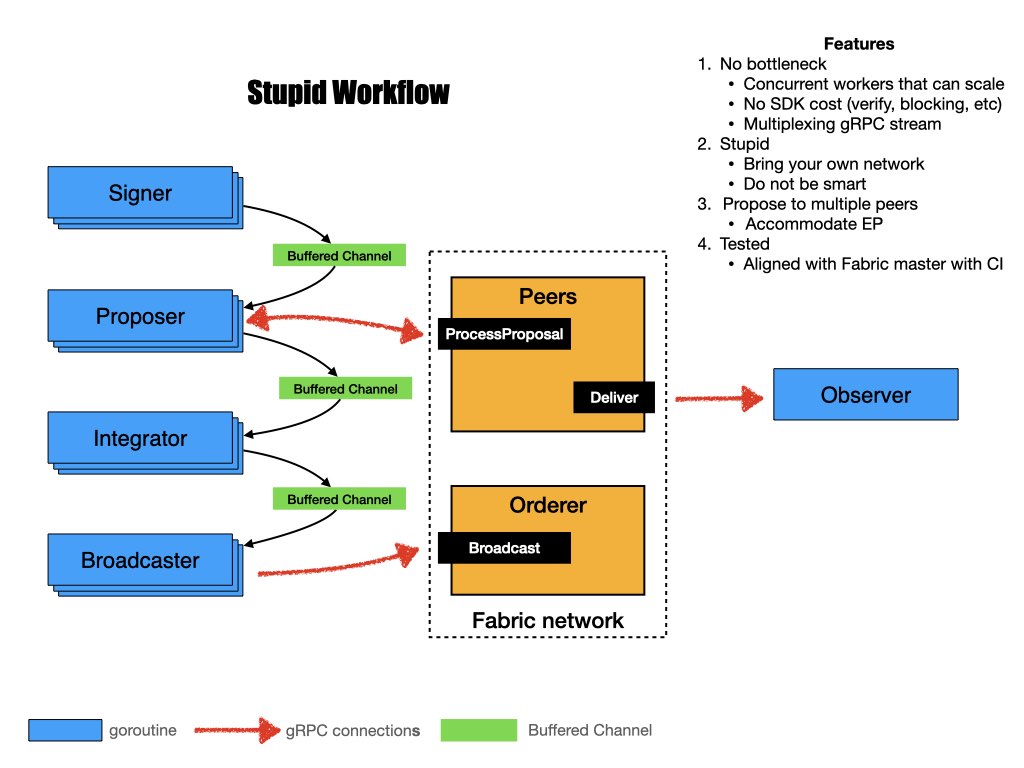 Stupid Workflow
Features
1. No bottleneck
• Concurrent workers that can scale
• No SDK cost (verify, blocking, etc)
• Multiplexing gRPC stream
2. Stupid
• Bring your own network
• Do not be smart
3. Propose to multiple peers
• Accommodate EP
4. Tested
• Aligned with Fabric master with CI
Signer
Buffered Channel
Proposer
Buffered Channel
Integrator
Buffered Channel
Broadcaster
Peers
ProcessProposal
Deliver
Orderer
Broadcast
Fabric network
Observer
goroutine
gRPC connections
Buffered Channel